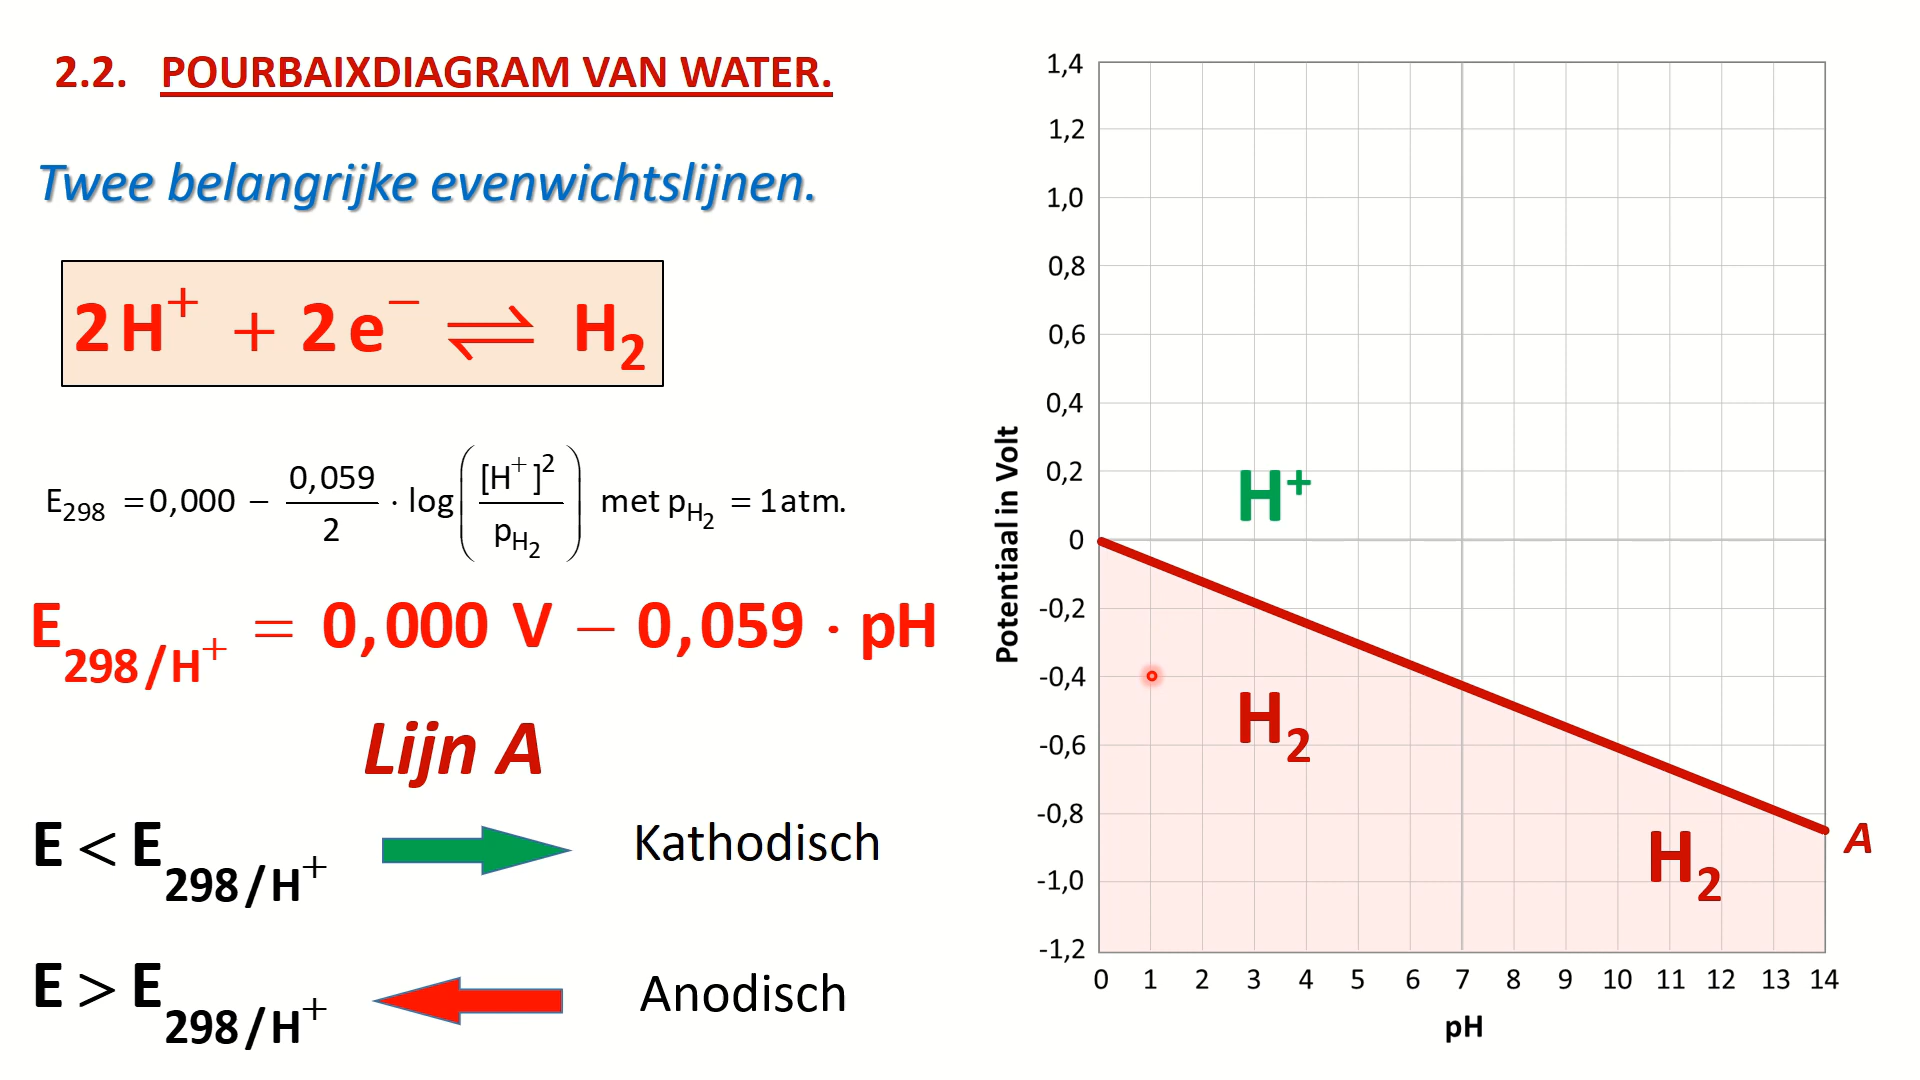 2.2. POURBAIXDIAGRAM VAN WATER.
Twee belangrijke evenwichtslijnen.
2H⁺ + 2e⁻ ⇌ H₂
E₂₉₈ = 0,000 − 0,059/2 · log([H⁺]²/p_H₂) met p_H₂ = 1 atm.
E₂₉₈/H⁺ = 0,000 V − 0,059 · pH
Lijn A
E < E₂₉₈/H⁺ Kathodisch
E > E₂₉₈/H⁺ Anodisch
Potentiaal in Volt
1,4
1,2
1,0
0,8
0,6
0,4
0,2
0
-0,2
-0,4
-0,6
-0,8
-1,0
-1,2
H⁺
H₂
H₂
A
0 1 2 3 4 5 6 7 8 9 10 11 12 13 14
pH